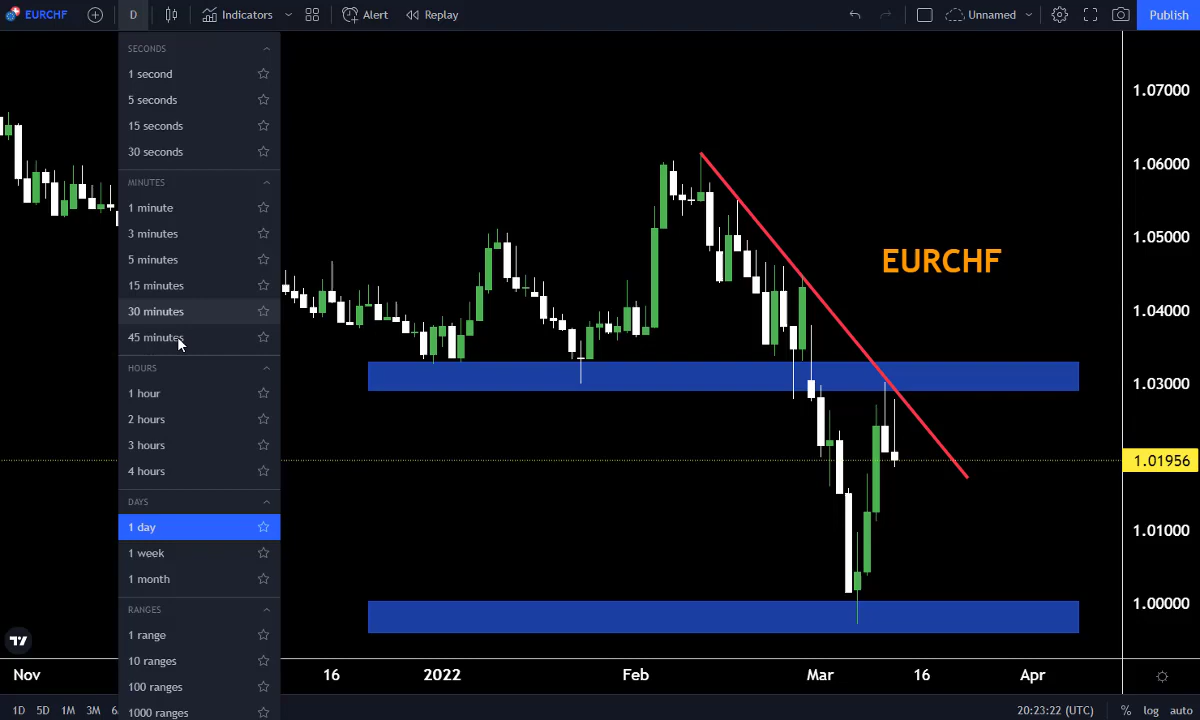 EURCHF D Indicators Alert Replay Unnamed Publish
SECONDS
1 second
5 seconds
15 seconds
30 seconds
MINUTES
1 minute
3 minutes
5 minutes
15 minutes
30 minutes
45 minutes
HOURS
1 hour
2 hours
3 hours
4 hours
DAYS
1 day
1 week
1 month
RANGES
1 range
10 ranges
100 ranges
1000 ranges
EURCHF
1.07000
1.06000
1.05000
1.04000
1.03000
1.01956
1.01000
1.00000
Nov 16 2022 Feb Mar 16 Apr
1D 5D 1M 3M 20:23:22 (UTC) % log auto